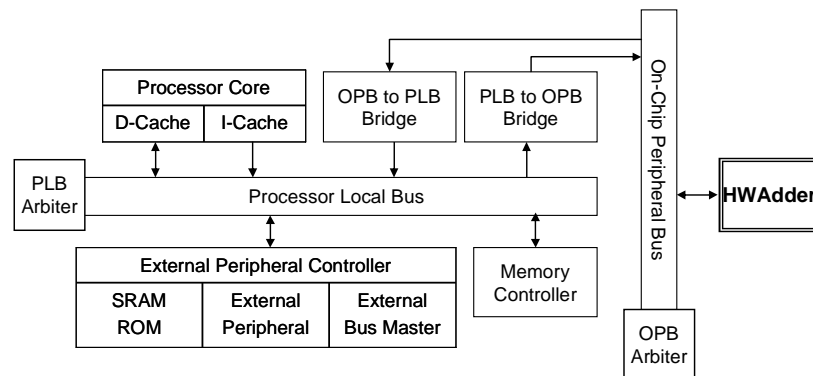 Processor Core
D-Cache
I-Cache
OPB to PLB
Bridge
PLB to OPB
Bridge
On-Chip Peripheral Bus
HWAdder
PLB
Arbiter
Processor Local Bus
External Peripheral Controller
SRAM
ROM
External
Peripheral
External
Bus Master
Memory
Controller
OPB
Arbiter